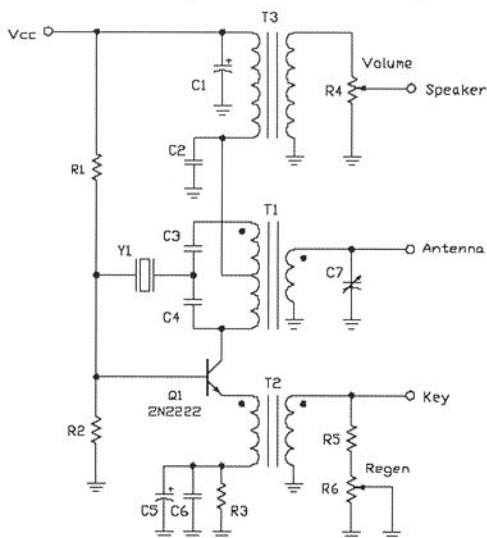 T3
Vcc
Volume
C1
R4
Speaker
C2
R1
T1
C3
Y1
Antenna
C7
C4
Q1
2N2222
T2
Key
R2
R5
Regen
R6
C5
C6
R3